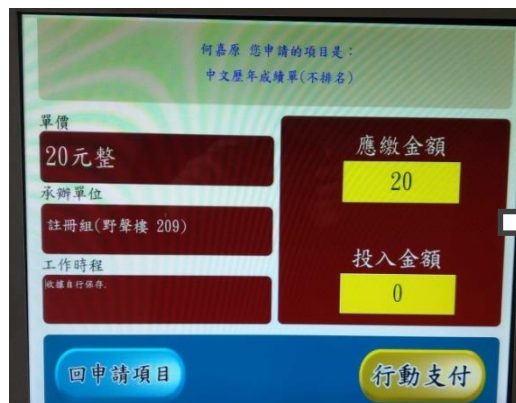 何嘉原 您申請的項目是：
中文歷年成績單(不排名)
單價
20元整
承辦單位
註冊組(野聲樓 209)
工作時程
收據自行保存.
應繳金額
20
投入金額
0
回申請項目
行動支付